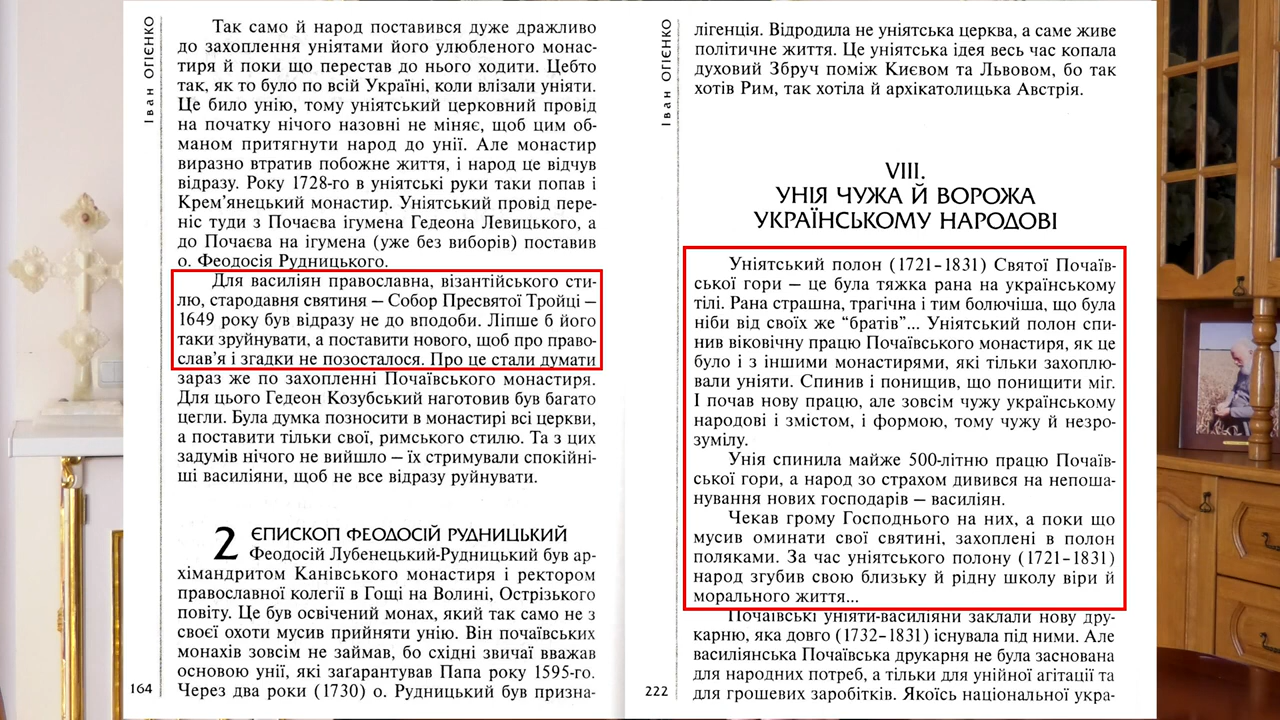 Іван ОГІЄНКО
Так само й народ поставився дуже дражливо
до захоплення уніятами його улюбленого монас-
тиря й поки що перестав до нього ходити. Цебто
так, як то було по всій Україні, коли влізали уніяти.
Це било унію, тому уніятський церковний провід
на початку нічого назовні не міняє, щоб цим об-
маном притягнути народ до унії. Але монастир
виразно втратив побожне життя, і народ це відчув
відразу. Року 1728-го в уніятські руки таки попав і
Крем’янецький монастир. Уніятський провід пере-
ніс туди з Почаєва ігумена Гедеона Левицького, а
до Почаєва на ігумена (уже без виборів) поставив
о. Феодосія Рудницького.
Для василіян православна, візантійського сти-
лю, стародавня святиня – Собор Пресвятої Тройці –
1649 року був відразу не до вподоби. Ліпше б його
таки зруйнувати, а поставити нового, щоб про право-
слав’я і згадки не позосталося. Про це стали думати
зараз же по захопленні Почаївського монастиря.
Для цього Гедеон Козубський наготовив був багато
цегли. Була думка позносити в монастирі всі церкви,
а поставити тільки свої, римського стилю. Та з цих
задумів нічого не вийшло – їх стримували спокійні-
ші василіяни, щоб не все відразу руйнувати.
2 ЄПИСКОП ФЕОДОСІЙ РУДНИЦЬКИЙ
Феодосій Лубенецький-Рудницький був ар-
хімандритом Канівського монастиря і ректором
православної колегії в Гощі на Волині, Острізького
повіту. Це був освічений монах, який так само не з
своєї охоти мусив прийняти унію. Він почаївських
монахів зовсім не займав, бо східні звичаї вважав
основою унії, які заґарантував Папа року 1595-го.
Через два роки (1730) о. Рудницький був призна-
164
Іван ОГІЄНКО
лігенція. Відродила не уніятська церква, а саме живе
політичне життя. Це уніятська ідея весь час копала
духовий Збруч поміж Києвом та Львовом, бо так
хотів Рим, так хотіла й архікатолицька Австрія.
VIII.
УНІЯ ЧУЖА Й ВОРОЖА
УКРАЇНСЬКОМУ НАРОДОВІ
Уніятський полон (1721–1831) Святої Почаїв-
ської гори – це була тяжка рана на українському
тілі. Рана страшна, трагічна і тим болючіша, що була
ніби від своїх же “братів”... Уніятський полон спи-
нив віковічну працю Почаївського монастиря, як це
було і з іншими монастирями, які тільки захоплю-
вали уніяти. Спинив і понищив, що понищити міг.
І почав нову працю, але зовсім чужу українському
народові і змістом, і формою, тому чужу й незро-
зумілу.
Унія спинила майже 500-літню працю Почаїв-
ської гори, а народ зо страхом дивився на непоша-
нування нових господарів – василіян.
Чекав грому Господнього на них, а поки що
мусив оминати свої святині, захоплені в полон
поляками. За час уніятського полону (1721–1831)
народ згубив свою близьку й рідну школу віри й
морального життя...
Почаївські уніяти-василіяни заклали нову дру-
карню, яка довго (1732–1831) існувала під ними. Але
василіянська Почаївська друкарня не була заснована
для народних потреб, а тільки для унійної агітації та
для грошевих заробітків. Якоїсь національної укра-
222